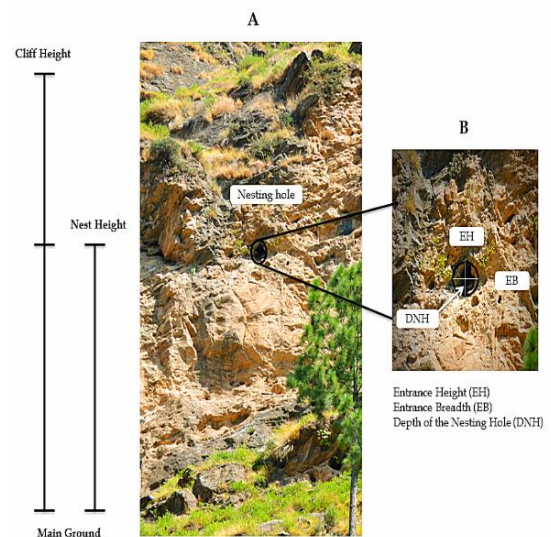 A
Cliff Height
B
Nesting hole
Nest Height
EH
EB
DNH
Entrance Height (EH)
Entrance Breadth (EB)
Depth of the Nesting Hole (DNH)
Main Ground